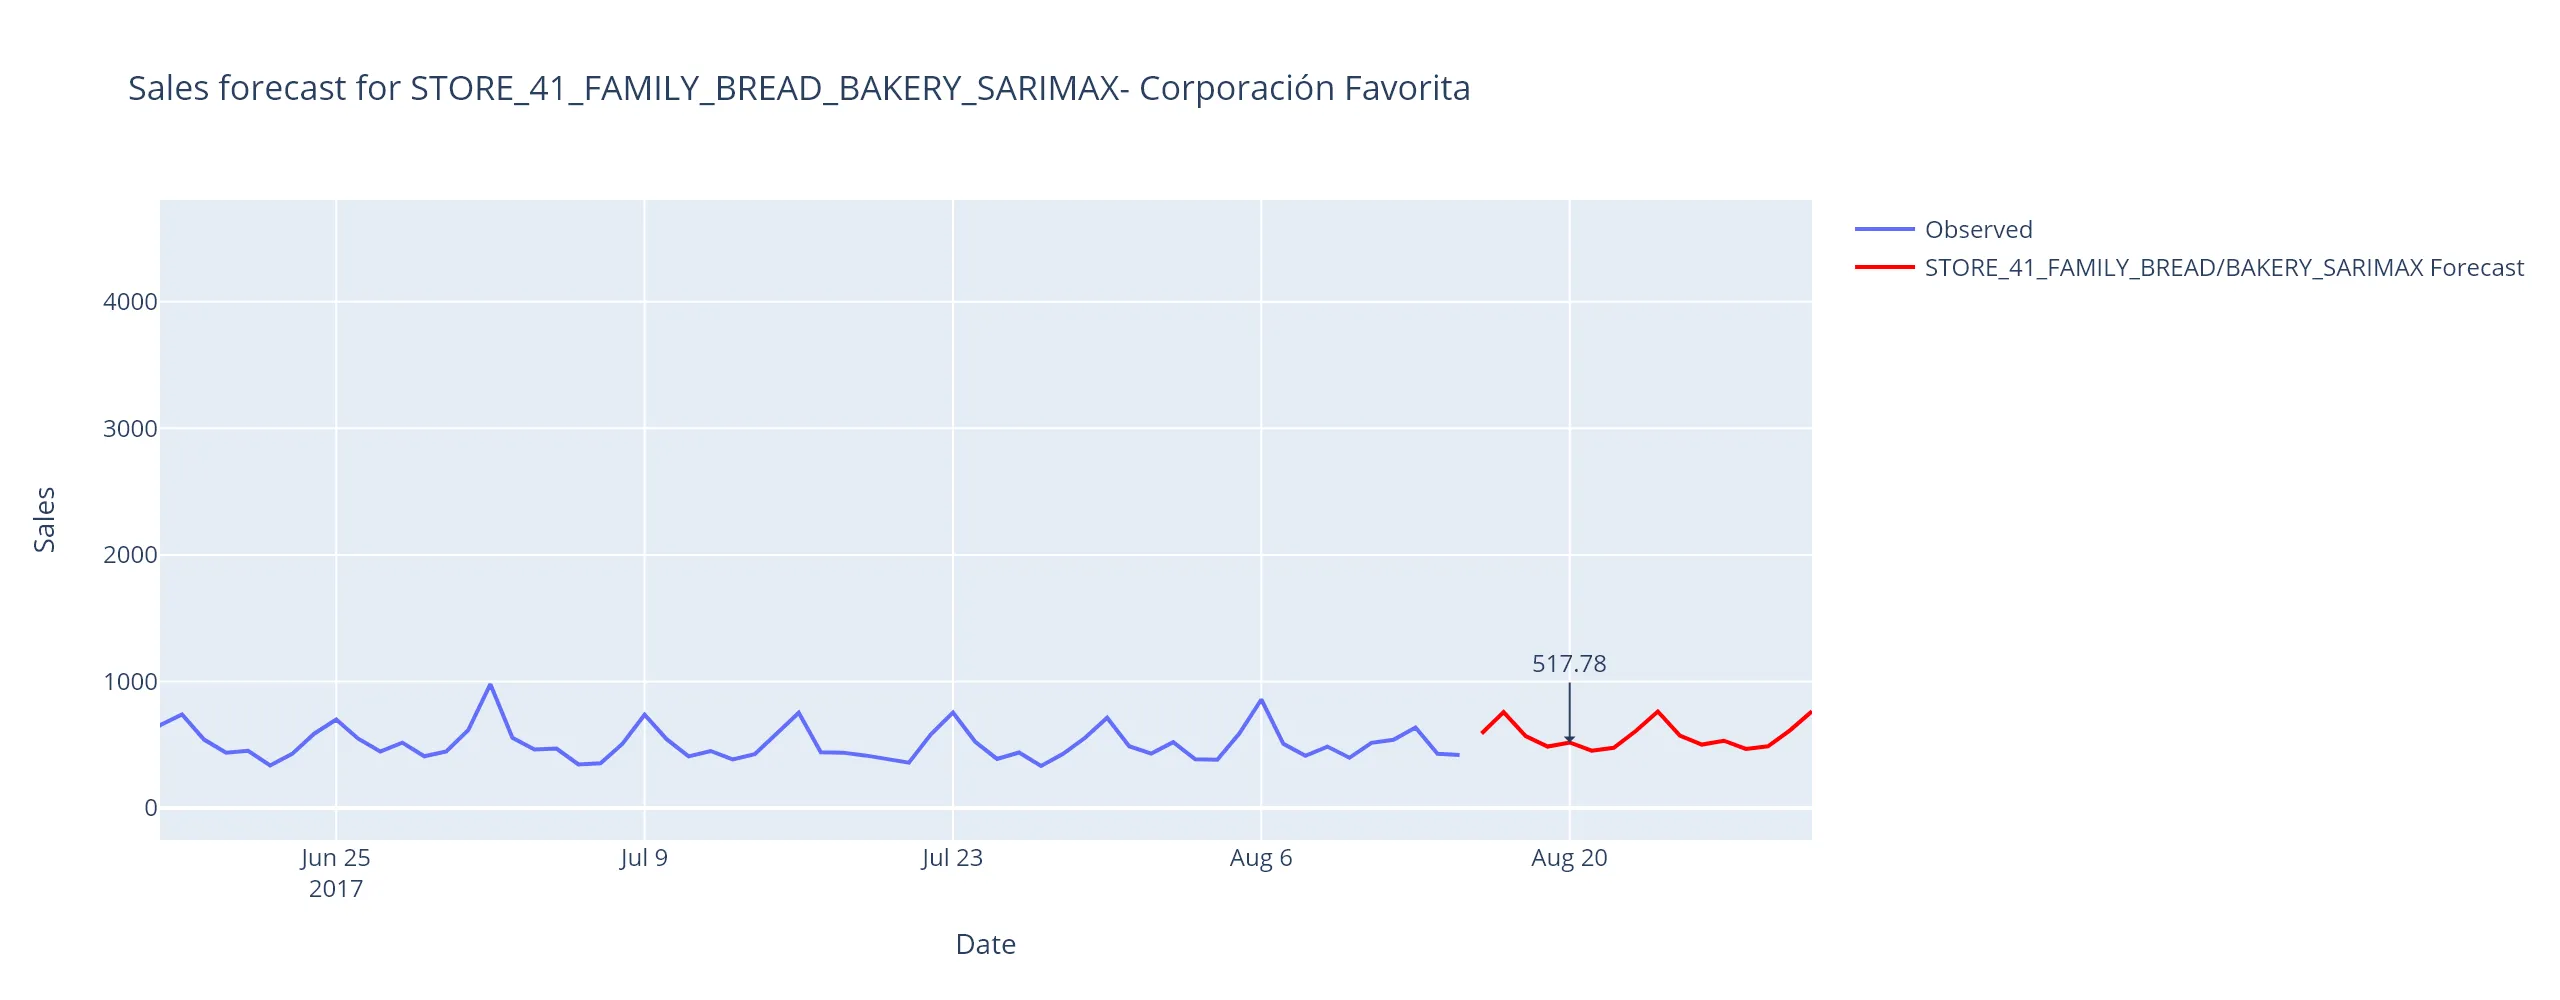 Sales forecast for STORE_41_FAMILY_BREAD_BAKERY_SARIMAX- Corporación Favorita
Observed
STORE_41_FAMILY_BREAD/BAKERY_SARIMAX Forecast
4000
3000
2000
1000
0
Sales
517.78
Jun 25
2017
Jul 9
Jul 23
Aug 6
Aug 20
Date